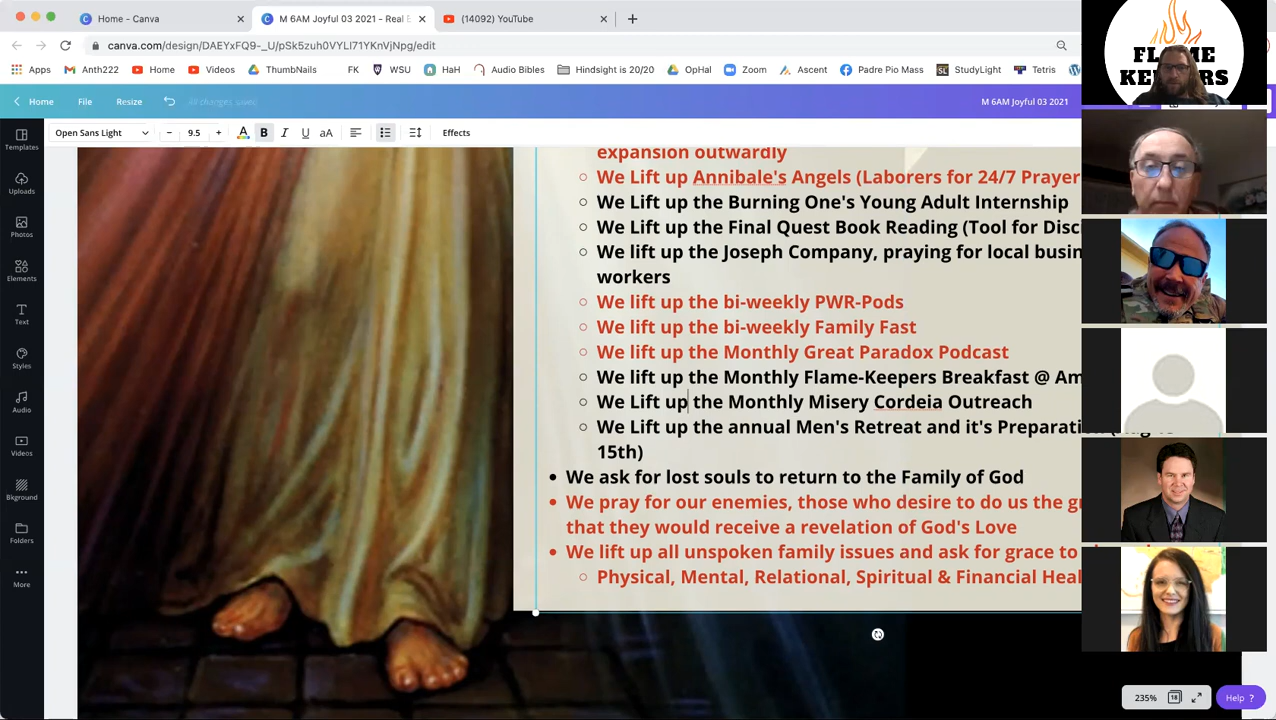 Home - Canva
M 6AM Joyful 03 2021 - Real E
(14092) YouTube
canva.com/design/DAEYxFQ9-_U/pSk5zuh0VYLI71YKnVjNpg/edit
Apps
Anth222
Home
Videos
ThumbNails
FK
WSU
HaH
Audio Bibles
Hindsight is 20/20
OpHal
Zoom
Ascent
Padre Pio Mass
StudyLight
Tetris
FLAME
KEEPERS
Home
File
Resize
All changes saved
M 6AM Joyful 03 2021
Open Sans Light
9.5
A
B
I
U
aA
Effects
Templates
Uploads
Photos
Elements
Text
Styles
Audio
Videos
Bkground
Folders
More
expansion outwardly
We Lift up Annibale's Angels (Laborers for 24/7 Prayer
We Lift up the Burning One's Young Adult Internship
We Lift up the Final Quest Book Reading (Tool for Disc
We lift up the Joseph Company, praying for local busin
workers
We lift up the bi-weekly PWR-Pods
We lift up the bi-weekly Family Fast
We lift up the Monthly Great Paradox Podcast
We lift up the Monthly Flame-Keepers Breakfast @ Am
We Lift up the Monthly Misery Cordeia Outreach
We Lift up the annual Men's Retreat and it's Preparati
15th)
We ask for lost souls to return to the Family of God
We pray for our enemies, those who desire to do us the gr
that they would receive a revelation of God's Love
We lift up all unspoken family issues and ask for grace to
Physical, Mental, Relational, Spiritual & Financial Heal
235%
18
Help ?